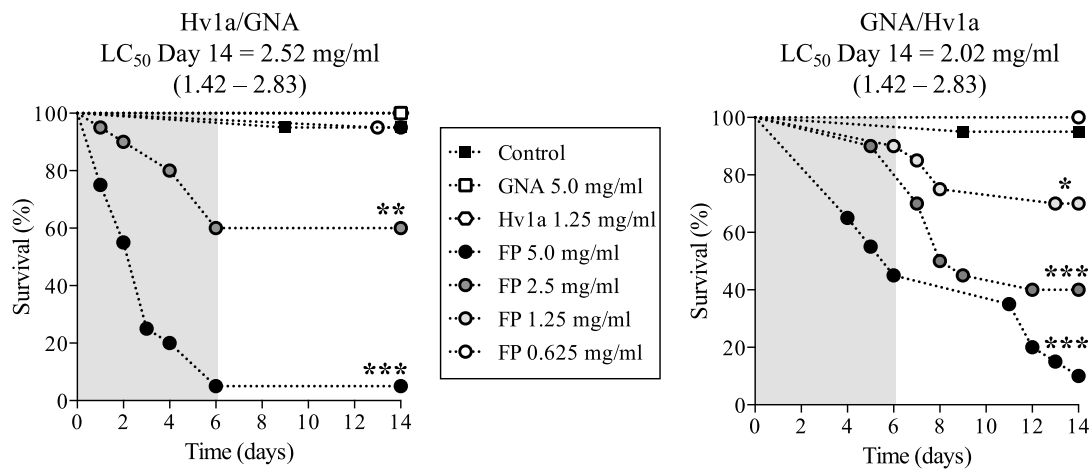 Hv1a/GNA
LC50 Day 14 = 2.52 mg/ml
(1.42 – 2.83)
100
80
60
40
20
0
Survival (%)
0 2 4 6 8 10 12 14
Time (days)
**
***
Control
GNA 5.0 mg/ml
Hv1a 1.25 mg/ml
FP 5.0 mg/ml
FP 2.5 mg/ml
FP 1.25 mg/ml
FP 0.625 mg/ml
GNA/Hv1a
LC50 Day 14 = 2.02 mg/ml
(1.42 – 2.83)
100
80
60
40
20
0
Survival (%)
0 2 4 6 8 10 12 14
Time (days)
*
***
***